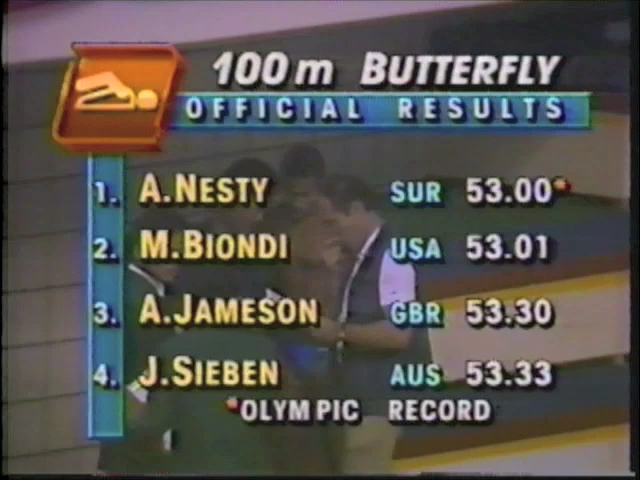 100 m BUTTERFLY
OFFICIAL RESULTS
1. A.NESTY SUR 53.00*
2. M.BIONDI USA 53.01
3. A.JAMESON GBR 53.30
4. J.SIEBEN AUS 53.33
*OLYMPIC RECORD